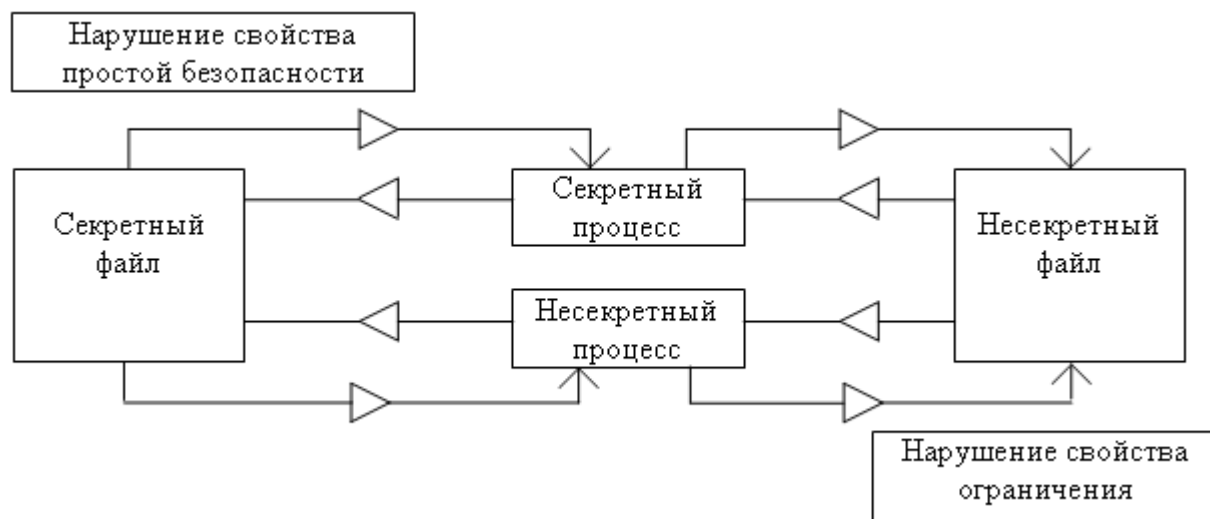 Нарушение свойства
простой безопасности
Секретный
файл
Секретный
процесс
Несекретный
файл
Несекретный
процесс
Нарушение свойства
ограничения